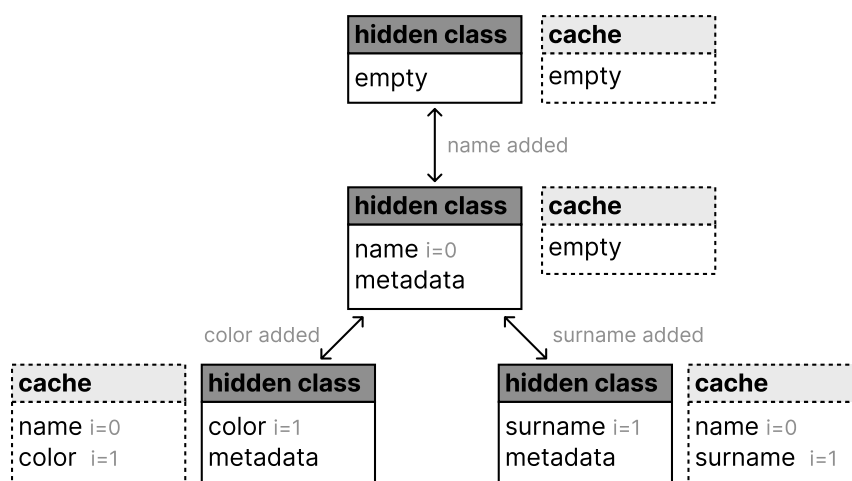 hidden class
empty
cache
empty
name added
hidden class
name i=0
metadata
cache
empty
color added
surname added
cache
name i=0
color i=1
hidden class
color i=1
metadata
hidden class
surname i=1
metadata
cache
name i=0
surname i=1